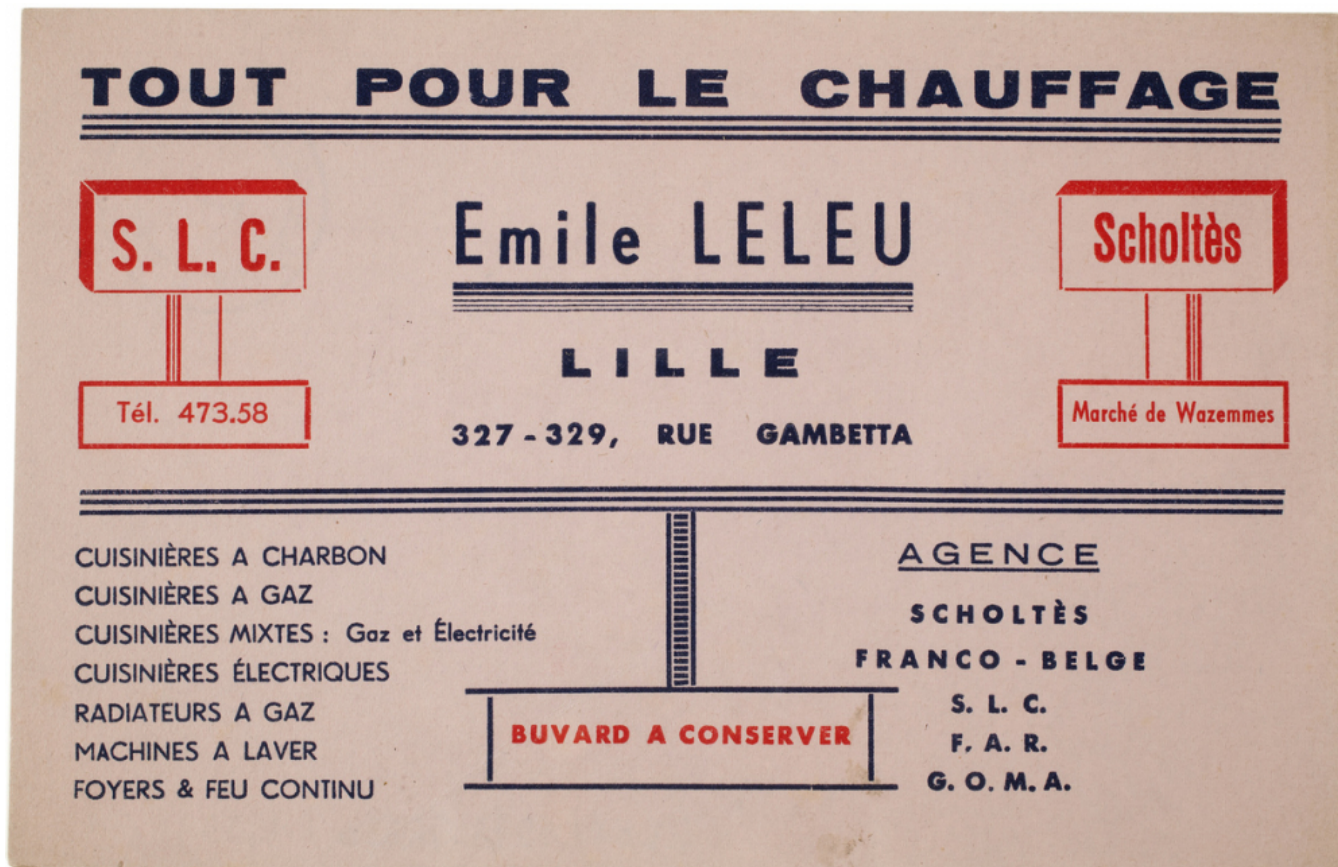 TOUT POUR LE CHAUFFAGE
S. L. C.
Tél. 473.58
Emile LELEU
LILLE
327-329, RUE GAMBETTA
Scholtès
Marché de Wazemmes
CUISINIÈRES A CHARBON
CUISINIÈRES A GAZ
CUISINIÈRES MIXTES : Gaz et Électricité
CUISINIÈRES ÉLECTRIQUES
RADIATEURS A GAZ
MACHINES A LAVER
FOYERS & FEU CONTINU
BUVARD A CONSERVER
AGENCE
SCHOLTÈS
FRANCO - BELGE
S. L. C.
F. A. R.
G. O. M. A.